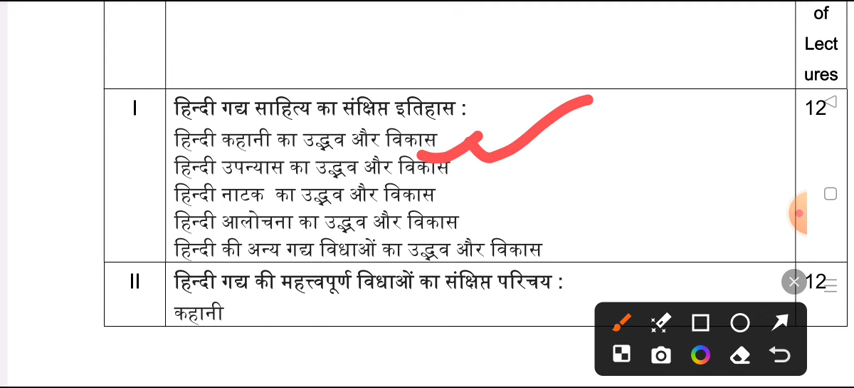 of
Lect
ures
I हिन्दी गद्य साहित्य का संक्षिप्त इतिहास : 12
हिन्दी कहानी का उद्भव और विकास
हिन्दी उपन्यास का उद्भव और विकास
हिन्दी नाटक का उद्भव और विकास
हिन्दी आलोचना का उद्भव और विकास
हिन्दी की अन्य गद्य विधाओं का उद्भव और विकास
II हिन्दी गद्य की महत्त्वपूर्ण विधाओं का संक्षिप्त परिचय : 12
कहानी